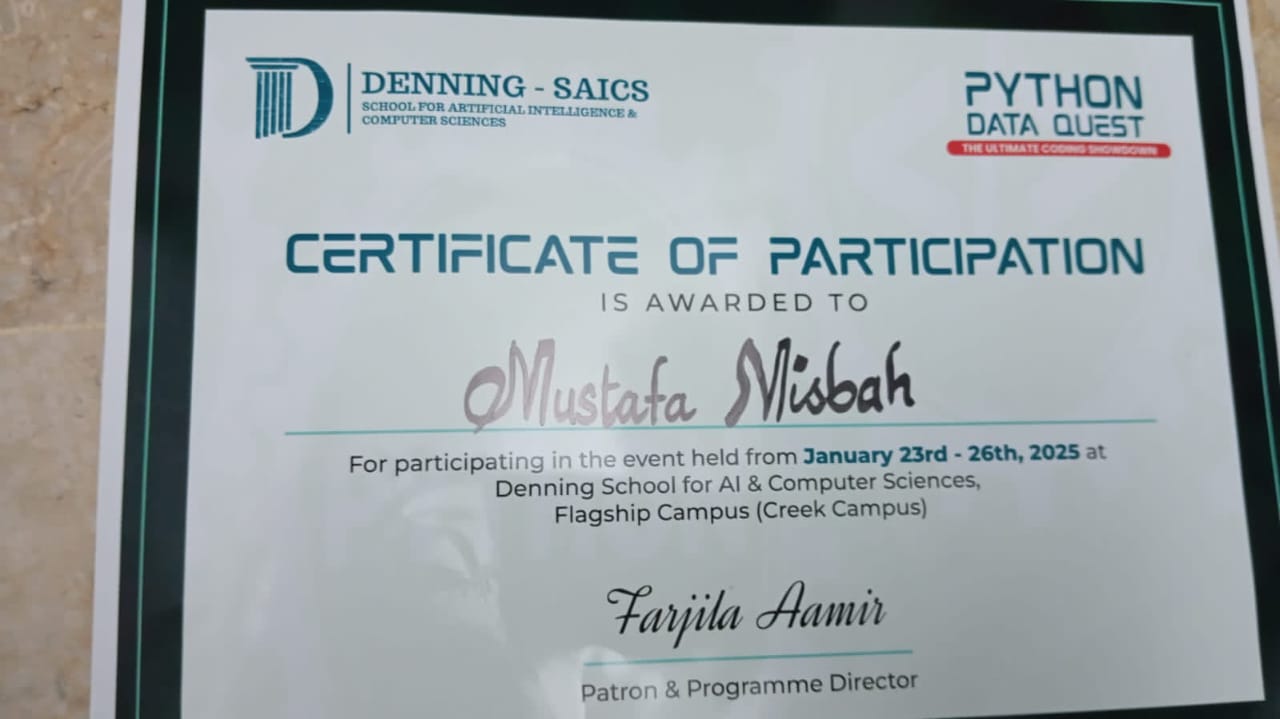 DENNING - SAICS
SCHOOL FOR ARTIFICIAL INTELLIGENCE &
COMPUTER SCIENCES
PYTHON
DATA QUEST
THE ULTIMATE CODING SHOWDOWN
CERTIFICATE OF PARTICIPATION
IS AWARDED TO
Mustafa Misbah
For participating in the event held from January 23rd - 26th, 2025 at
Denning School for AI & Computer Sciences,
Flagship Campus (Creek Campus)
Farjila Aamir
Patron & Programme Director